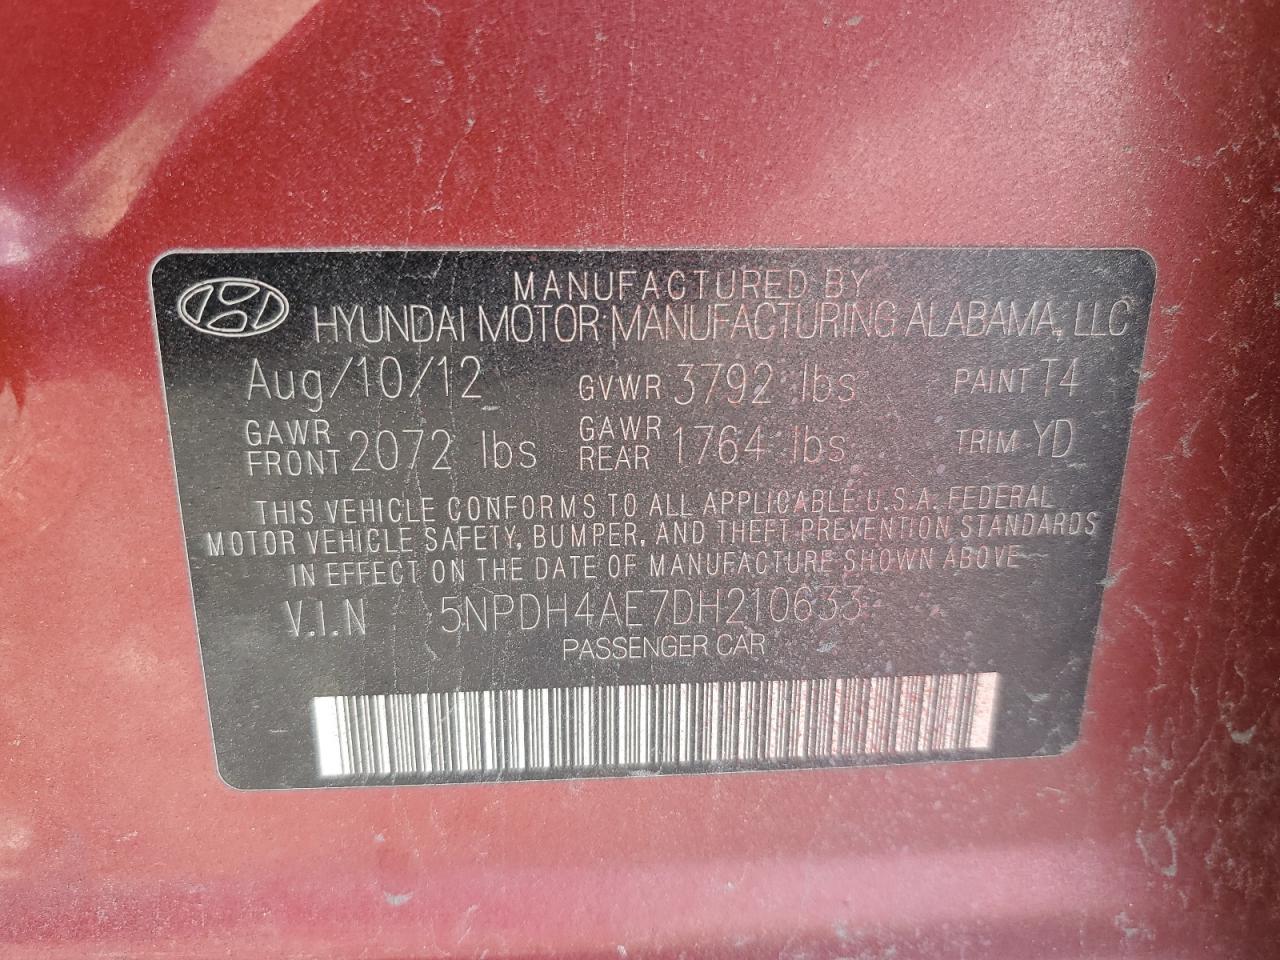 MANUFACTURED BY
HYUNDAI MOTOR MANUFACTURING ALABAMA, LLC
Aug/10/12 GVWR 3792 lbs PAINT T4
GAWR FRONT 2072 lbs GAWR REAR 1764 lbs TRIM YD
THIS VEHICLE CONFORMS TO ALL APPLICABLE U.S.A. FEDERAL
MOTOR VEHICLE SAFETY, BUMPER, AND THEFT PREVENTION STANDARDS
IN EFFECT ON THE DATE OF MANUFACTURE SHOWN ABOVE
V.I.N 5NPDH4AE7DH210633
PASSENGER CAR